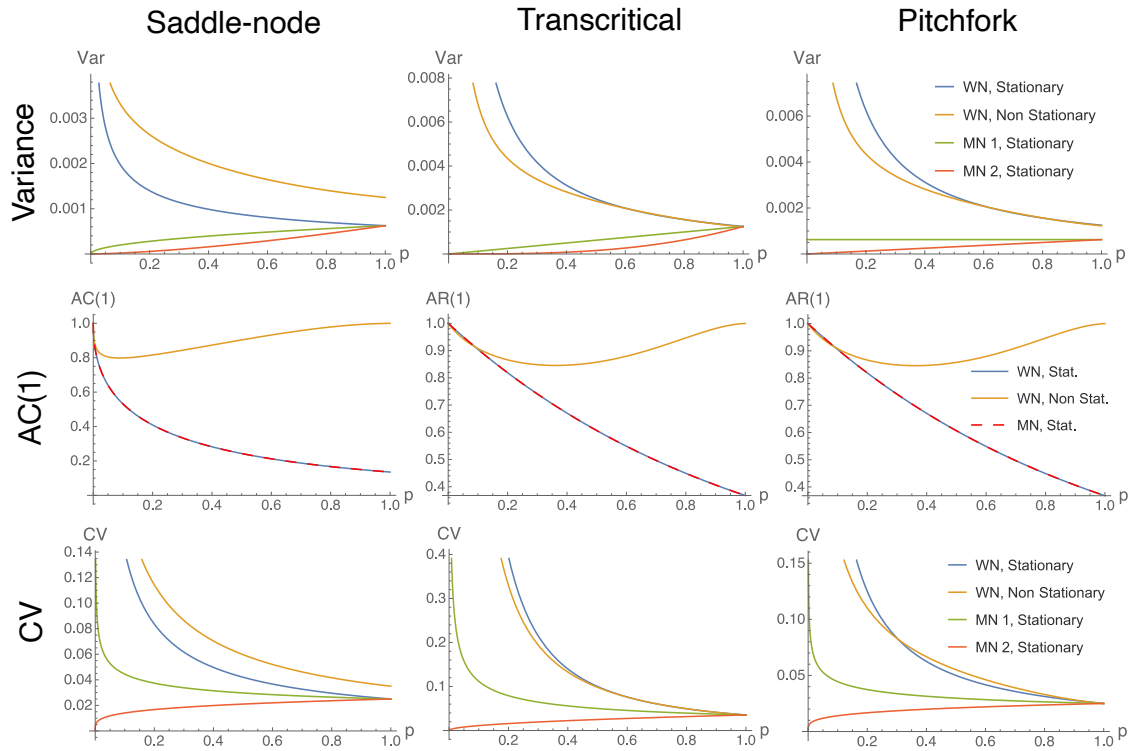 Saddle-node
Transcritical
Pitchfork
Variance
Var
0.003
0.002
0.001
0.2 0.4 0.6 0.8 1.0 p
Var
0.008
0.006
0.004
0.002
0.2 0.4 0.6 0.8 1.0 p
Var
0.006
0.004
0.002
0.2 0.4 0.6 0.8 1.0 p
WN, Stationary
WN, Non Stationary
MN 1, Stationary
MN 2, Stationary
AC(1)
AC(1)
1.0
0.8
0.6
0.4
0.2
0.2 0.4 0.6 0.8 1.0 p
AR(1)
1.0
0.9
0.8
0.7
0.6
0.5
0.4
0.2 0.4 0.6 0.8 1.0 p
AR(1)
1.0
0.9
0.8
0.7
0.6
0.5
0.4
0.2 0.4 0.6 0.8 1.0 p
WN, Stat.
WN, Non Stat.
MN, Stat.
CV
CV
0.14
0.12
0.10
0.08
0.06
0.04
0.02
0.2 0.4 0.6 0.8 1.0 p
CV
0.4
0.3
0.2
0.1
0.2 0.4 0.6 0.8 1.0 p
CV
0.15
0.10
0.05
0.2 0.4 0.6 0.8 1.0 p
WN, Stationary
WN, Non Stationary
MN 1, Stationary
MN 2, Stationary